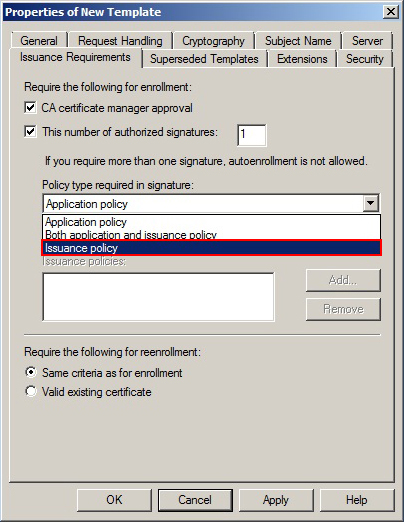 Properties of New Template
General Request Handling Cryptography Subject Name Server
Issuance Requirements Superseded Templates Extensions Security
Require the following for enrollment:
CA certificate manager approval
This number of authorized signatures: 1
If you require more than one signature, autoenrollment is not allowed.
Policy type required in signature:
Application policy
Application policy
Both application and issuance policy
Issuance policy
Issuance policies:
Add...
Remove
Require the following for reenrollment:
Same criteria as for enrollment
Valid existing certificate
OK Cancel Apply Help